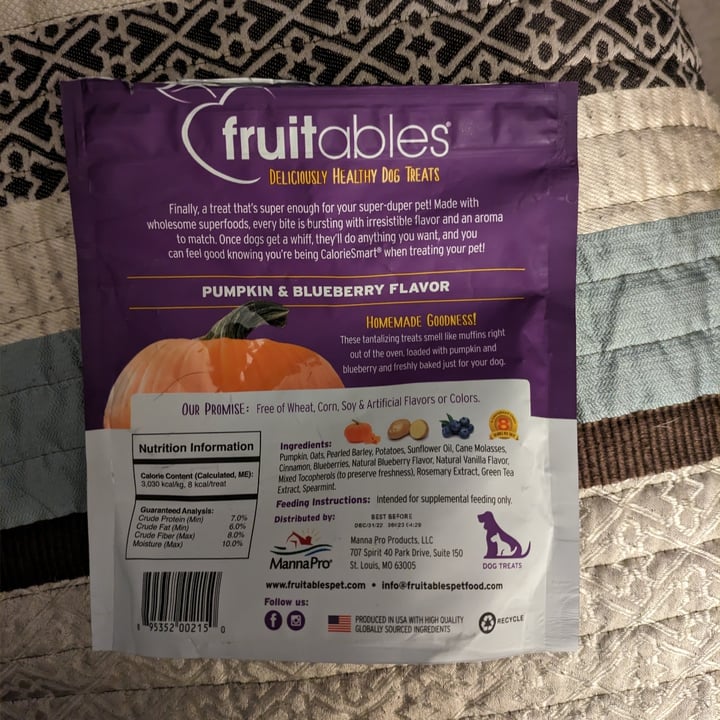 fruitables®
DELICIOUSLY HEALTHY DOG TREATS
Finally, a treat that's super enough for your super-duper pet! Made with
wholesome superfoods, every bite is bursting with irresistible flavor and an aroma
to match. Once dogs get a whiff, they'll do anything you want, and you
can feel good knowing you're being CalorieSmart® when treating your pet!
PUMPKIN & BLUEBERRY FLAVOR
HOMEMADE GOODNESS!
These tantalizing treats smell like muffins right
out of the oven, loaded with pumpkin and
blueberry and freshly baked just for your dog.
OUR PROMISE: Free of Wheat, Corn, Soy & Artificial Flavors or Colors.
Nutrition Information
Calorie Content (Calculated, ME):
3,030 kcal/kg, 8 kcal/treat
Guaranteed Analysis:
Crude Protein (Min) 7.0%
Crude Fat (Min) 6.0%
Crude Fiber (Max) 8.0%
Moisture (Max) 10.0%
8
Ingredients:
Pumpkin, Oats, Pearled Barley, Potatoes, Sunflower Oil, Cane Molasses,
Cinnamon, Blueberries, Natural Blueberry Flavor, Natural Vanilla Flavor,
Mixed Tocopherols (to preserve freshness), Rosemary Extract, Green Tea
Extract, Spearmint.
Feeding Instructions: Intended for supplemental feeding only.
Distributed by:
BEST BEFORE
MannaPro®
Manna Pro Products, LLC
707 Spirit 40 Park Drive, Suite 150
St. Louis, MO 63005
DOG TREATS
www.fruitablespet.com • info@fruitablespetfood.com
Follow us:
PRODUCED IN USA WITH HIGH QUALITY
GLOBALLY SOURCED INGREDIENTS
RECYCLE
95352 00215 0